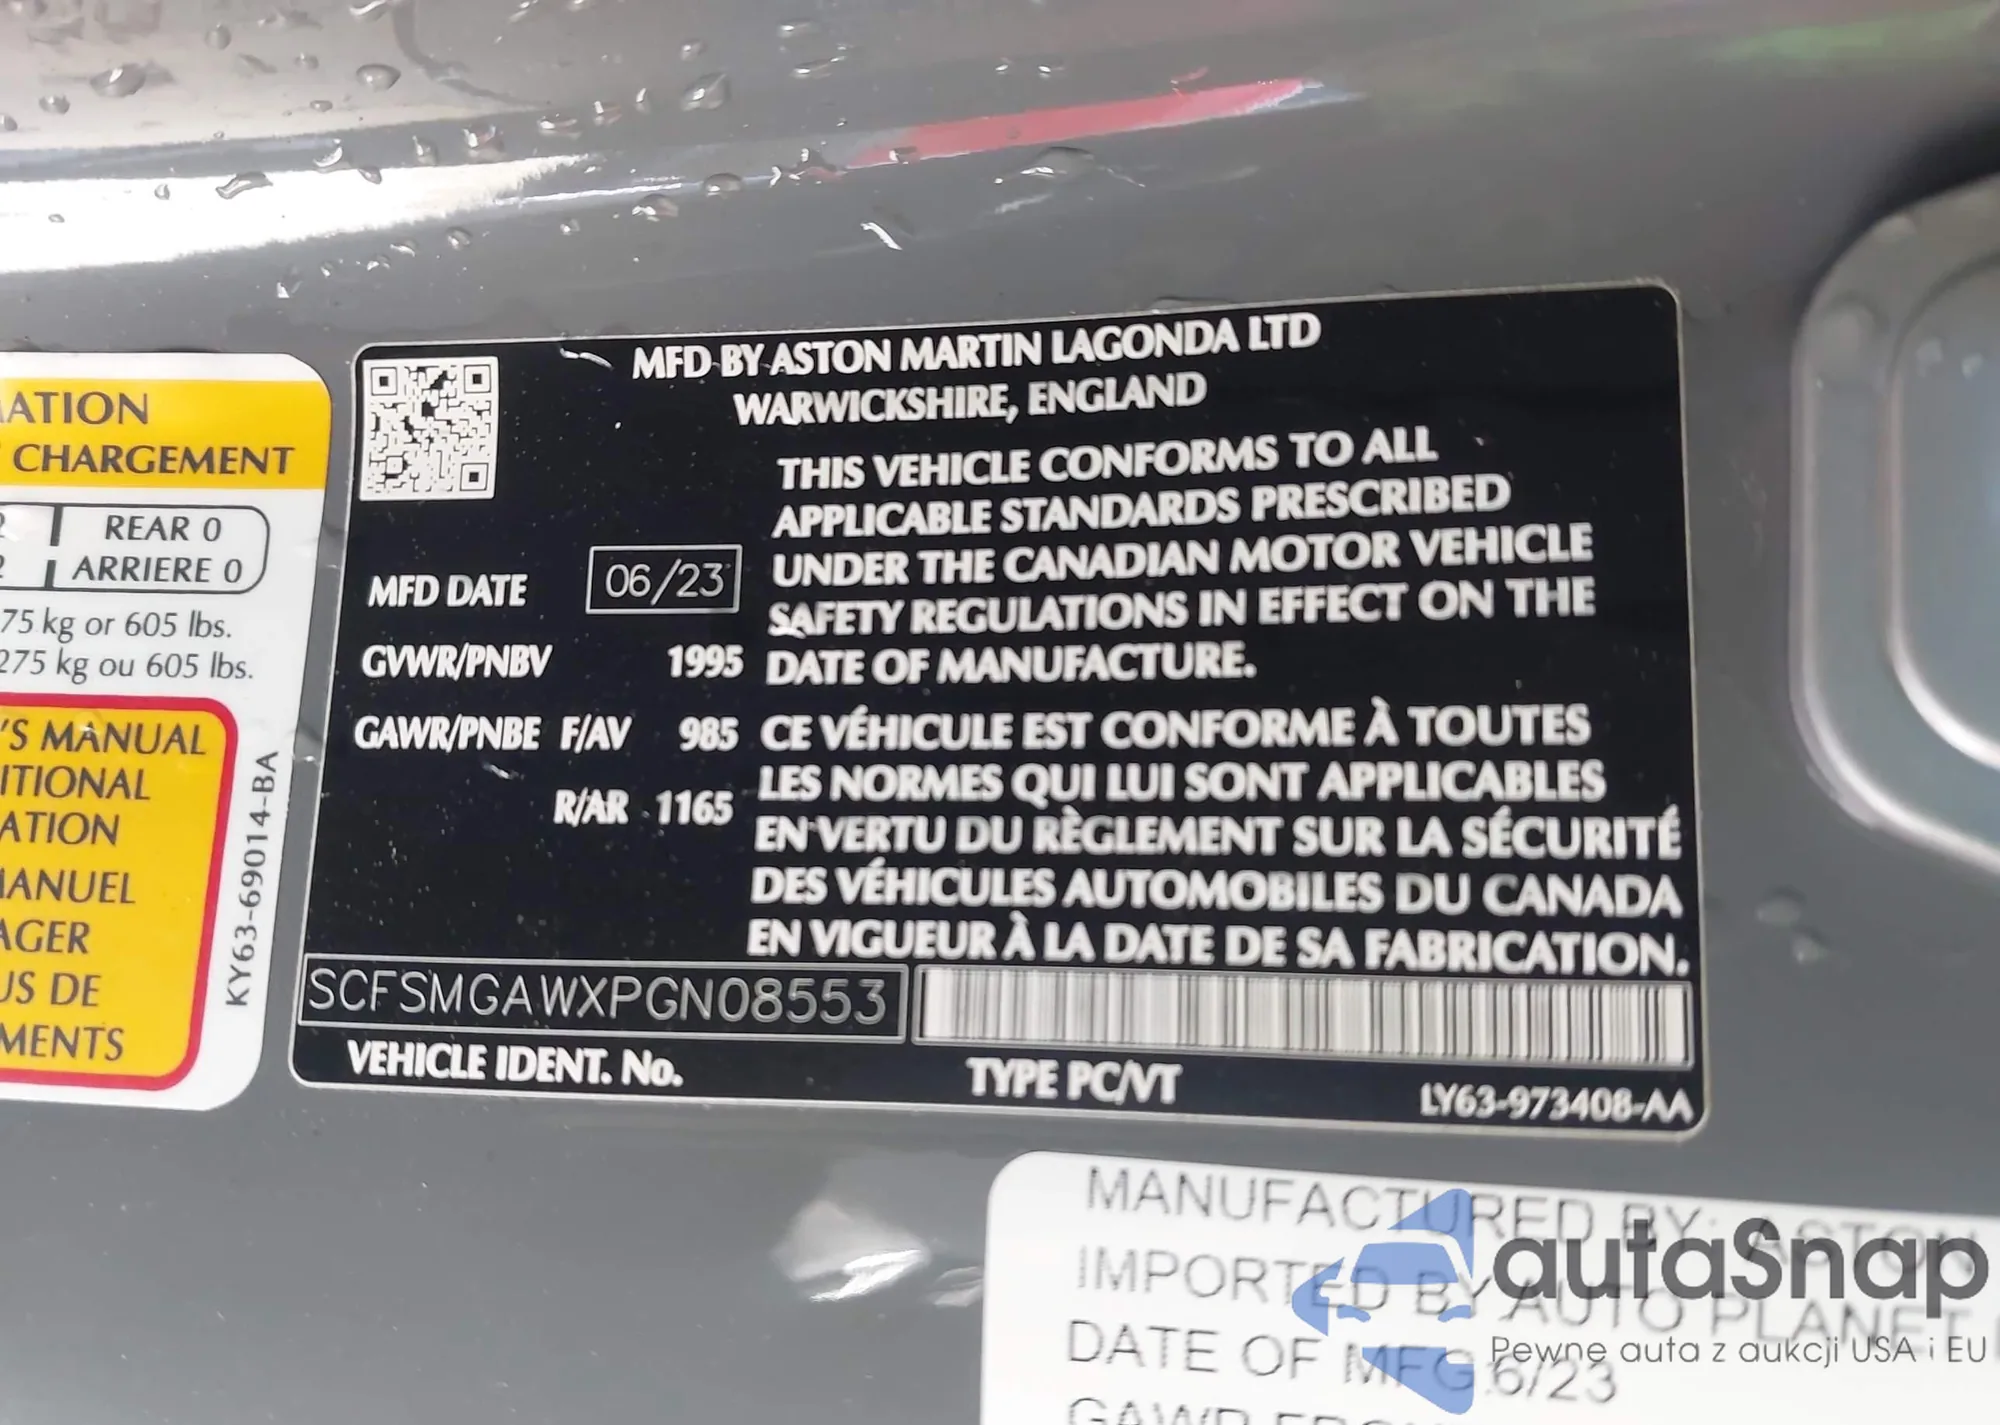 ATION
CHARGEMENT
REAR 0
ARRIERE 0
75 kg or 605 lbs.
275 kg ou 605 lbs.
'S MANUAL
ITIONAL
ATION
MANUEL
AGER
US DE
MENTS
KY63-69014-BA
MFD BY ASTON MARTIN LAGONDA LTD
WARWICKSHIRE, ENGLAND
THIS VEHICLE CONFORMS TO ALL
APPLICABLE STANDARDS PRESCRIBED
UNDER THE CANADIAN MOTOR VEHICLE
SAFETY REGULATIONS IN EFFECT ON THE
DATE OF MANUFACTURE.
MFD DATE 06/23
GVWR/PNBV 1995
GAWR/PNBE F/AV 985
R/AR 1165
CE VÉHICULE EST CONFORME À TOUTES
LES NORMES QUI LUI SONT APPLICABLES
EN VERTU DU RÈGLEMENT SUR LA SÉCURITÉ
DES VÉHICULES AUTOMOBILES DU CANADA
EN VIGUEUR À LA DATE DE SA FABRICATION.
SCFSMGAWXPGN08553
VEHICLE IDENT. No.
TYPE PC/VT
LY63-973408-AA
MANUFACTURED BY: ASTON
IMPORTED BY AUTO PLANET
DATE OF MFG 6/23
GAWR FRON
autaSnap
Pewne auta z aukcji USA i EU